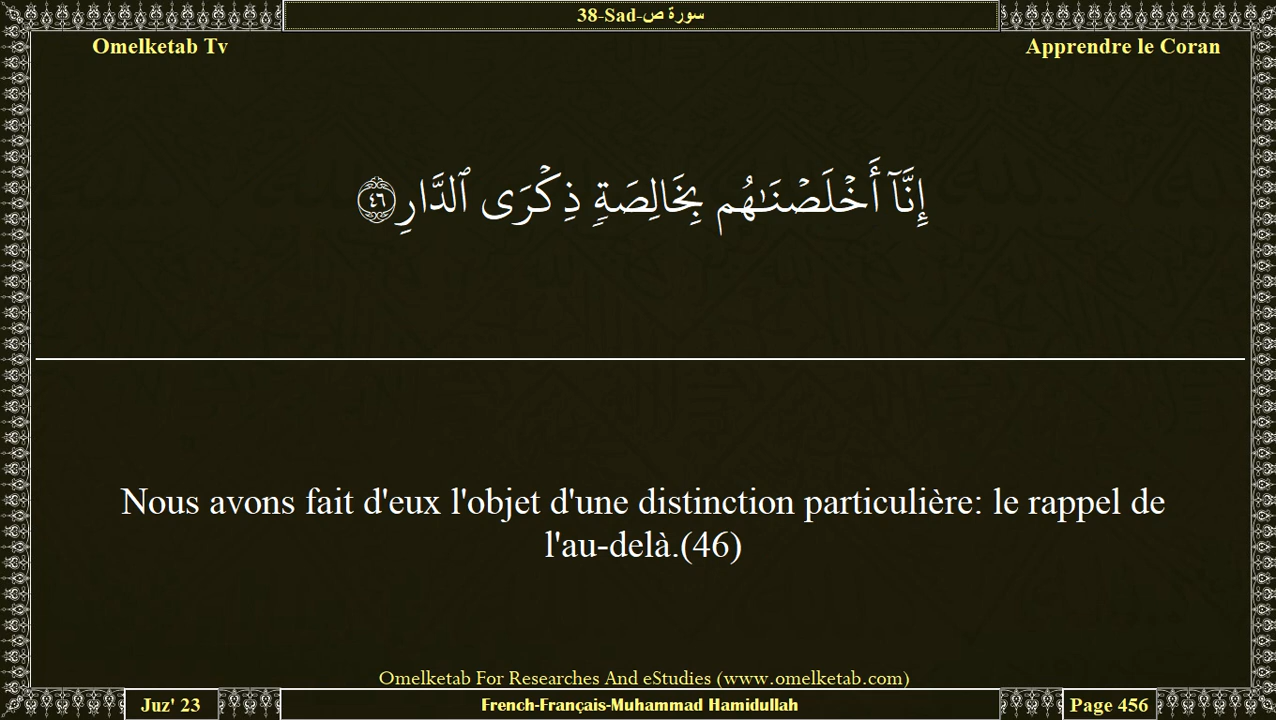 38-Sad-سورة ص
Omelketab Tv
Apprendre le Coran
إِنَّآ أَخْلَصْنَـٰهُم بِخَالِصَةٍ ذِكْرَى ٱلدَّارِ ٤٦
Nous avons fait d'eux l'objet d'une distinction particulière: le rappel de
l'au-delà.(46)
Omelketab For Researches And eStudies (www.omelketab.com)
Juz' 23
French-Français-Muhammad Hamidullah
Page 456